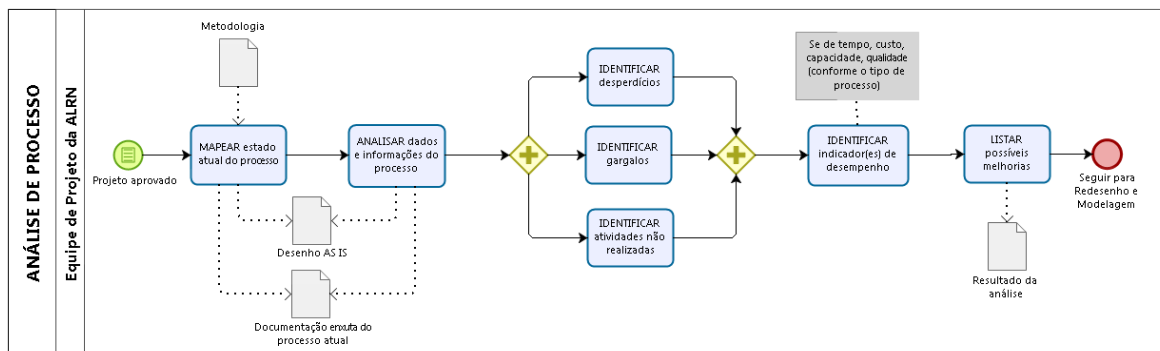 ANÁLISE DE PROCESSO
Equipe de Projeto da ALRN
Metodologia
Projeto aprovado
MAPEAR estado
atual do processo
ANALISAR dados
e informações do
processo
Desenho AS IS
Documentação enxuta do
processo atual
IDENTIFICAR
desperdícios
IDENTIFICAR
gargalos
IDENTIFICAR
atividades não
realizadas
Se de tempo, custo,
capacidade, qualidade
(conforme o tipo de
processo)
IDENTIFICAR
indicador(es) de
desempenho
LISTAR
possíveis
melhorias
Resultado da
análise
Seguir para
Redesenho e
Modelagem